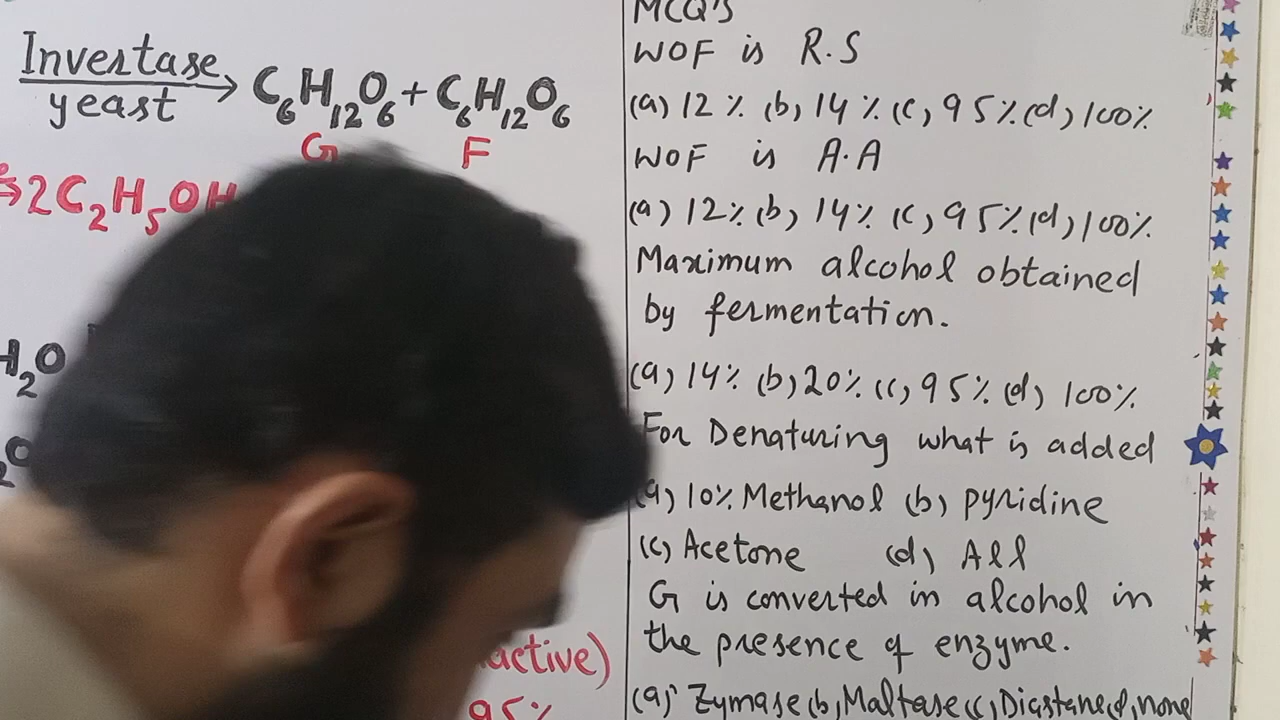 Invertase
yeast
C6H12O6 + C6H12O6
G F
2C2H5OH
H2O
active)
95%
MCQ's
WOF is R.S
(a) 12% (b) 14% (c) 95% (d) 100%
WOF is A.A
(a) 12% (b) 14% (c) 95% (d) 100%
Maximum alcohol obtained
by fermentation.
(a) 14% (b) 20% (c) 95% (d) 100%
For Denaturing what is added
(a) 10% Methanol (b) pyridine
(c) Acetone (d) All
G is converted in alcohol in
the presence of enzyme.
(a) Zymase (b) Maltase (c) Diastane (d) none